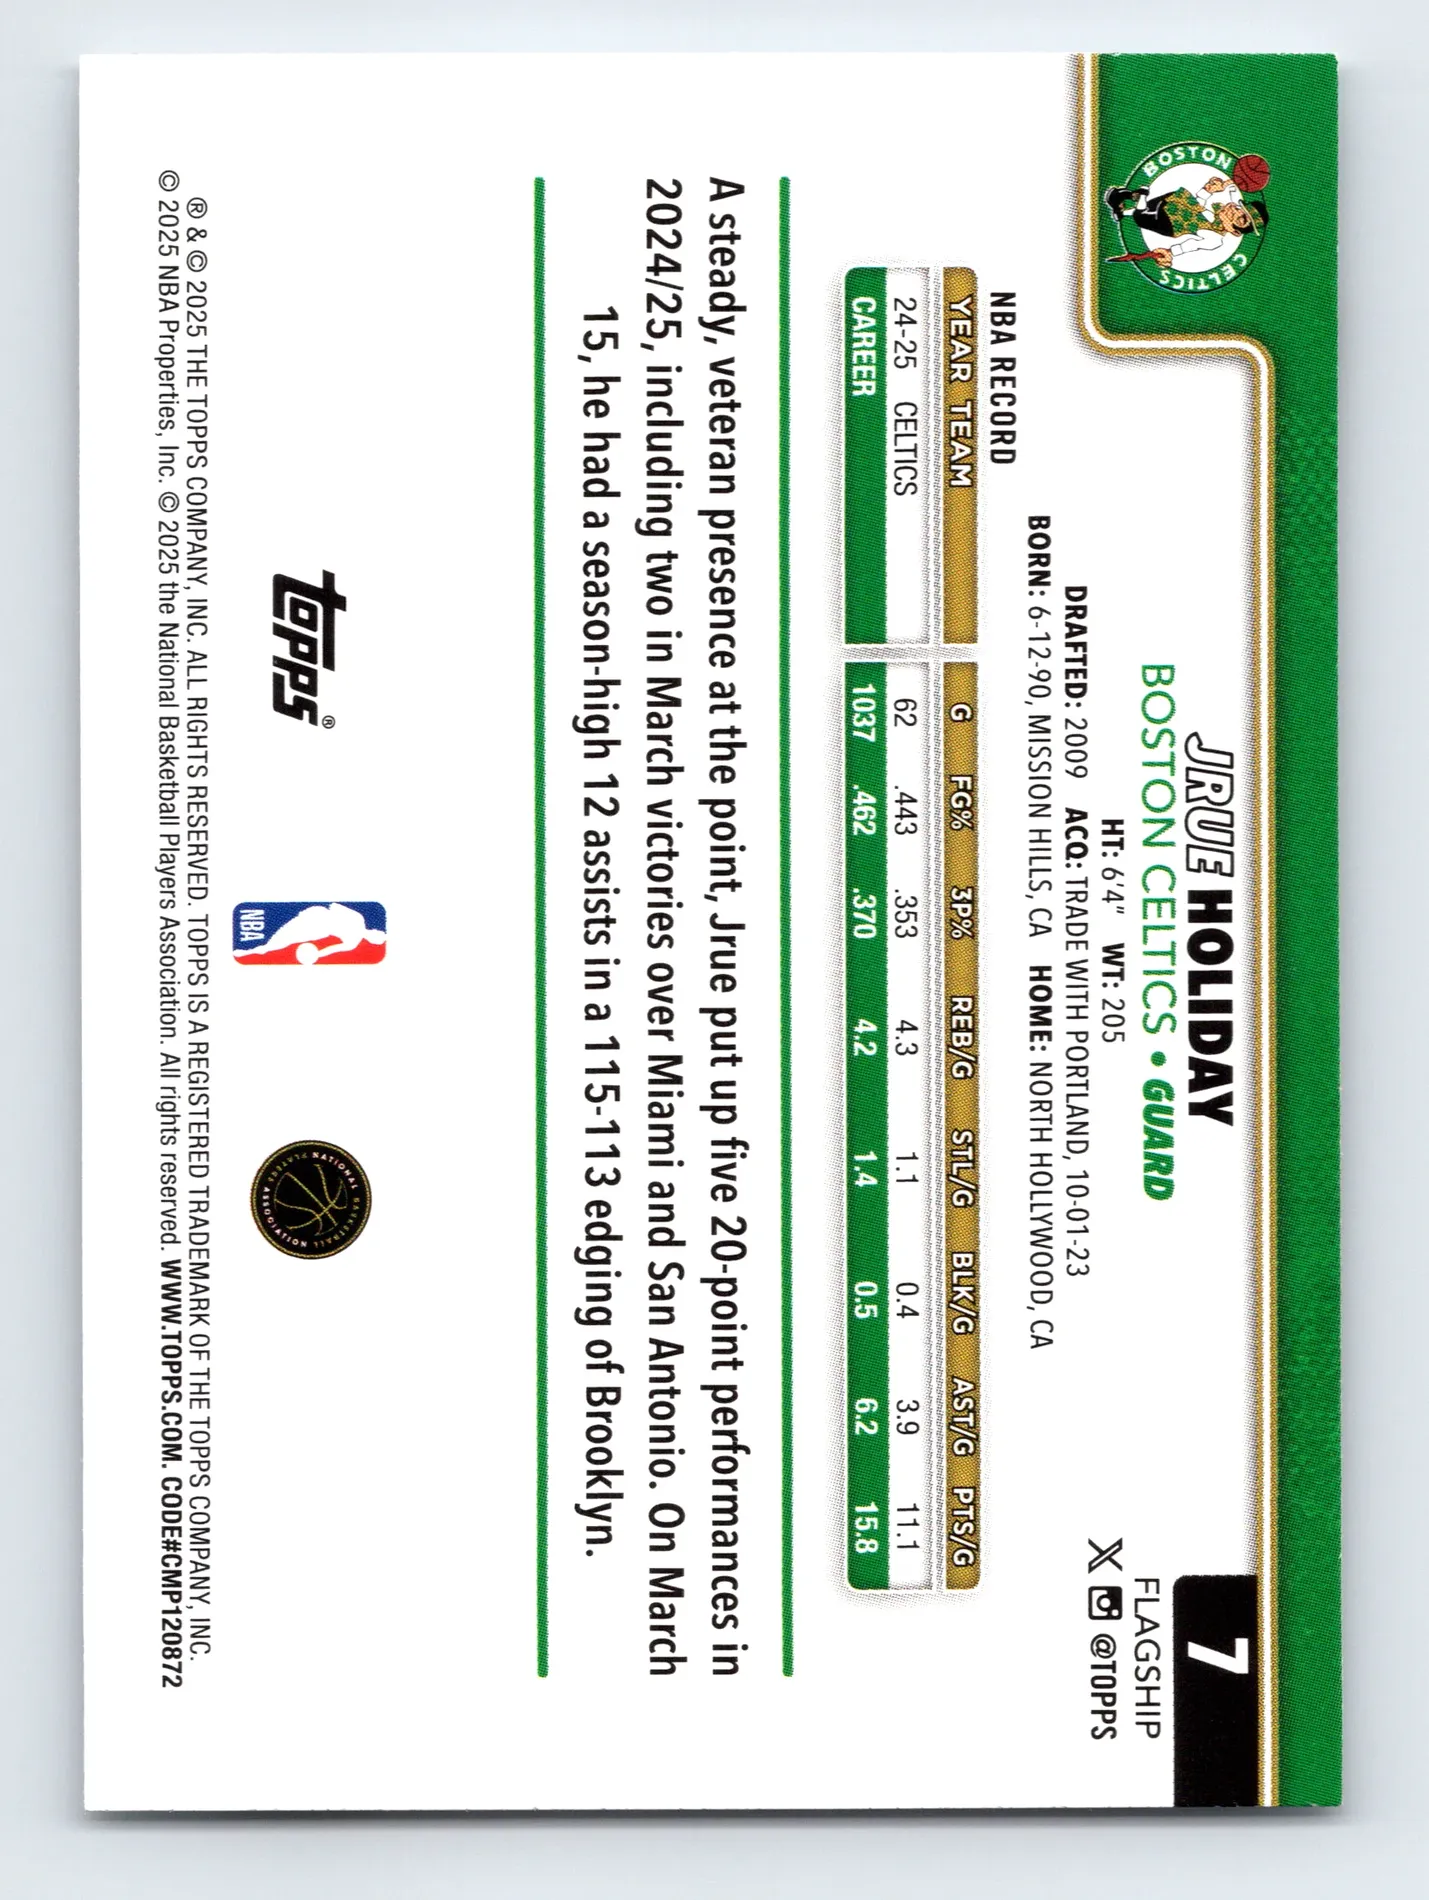 BOSTON
CELTICS
7
JRUE HOLIDAY
BOSTON CELTICS • GUARD
FLAGSHIP
HT: 6'4" WT: 205
@TOPPS
DRAFTED: 2009 ACQ: TRADE WITH PORTLAND, 10-01-23
BORN: 6-12-90, MISSION HILLS, CA HOME: NORTH HOLLYWOOD, CA
NBA RECORD
YEAR TEAM G FG% 3P% REB/G STL/G BLK/G AST/G PTS/G
24-25 CELTICS 62 .443 .353 4.3 1.1 0.4 3.9 11.1
CAREER 1037 .462 .370 4.2 1.4 0.5 6.2 15.8
A steady, veteran presence at the point, Jrue put up five 20-point performances in
2024/25, including two in March victories over Miami and San Antonio. On March
15, he had a season-high 12 assists in a 115-113 edging of Brooklyn.
topps®
NBA
NATIONAL BASKETBALL
PLAYERS ASSOCIATION
® & © 2025 THE TOPPS COMPANY, INC. ALL RIGHTS RESERVED. TOPPS IS A REGISTERED TRADEMARK OF THE TOPPS COMPANY, INC.
© 2025 NBA Properties, Inc. © 2025 the National Basketball Players Association. All rights reserved. WWW.TOPPS.COM. CODE#CMP120872